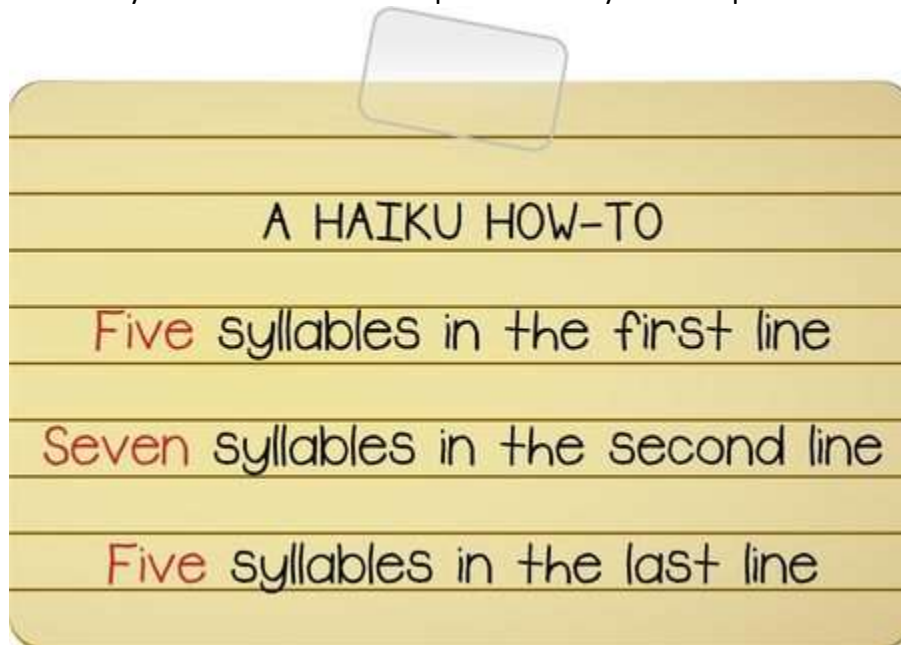 A HAIKU HOW-TO
Five syllables in the first line
Seven syllables in the second line
Five syllables in the last line